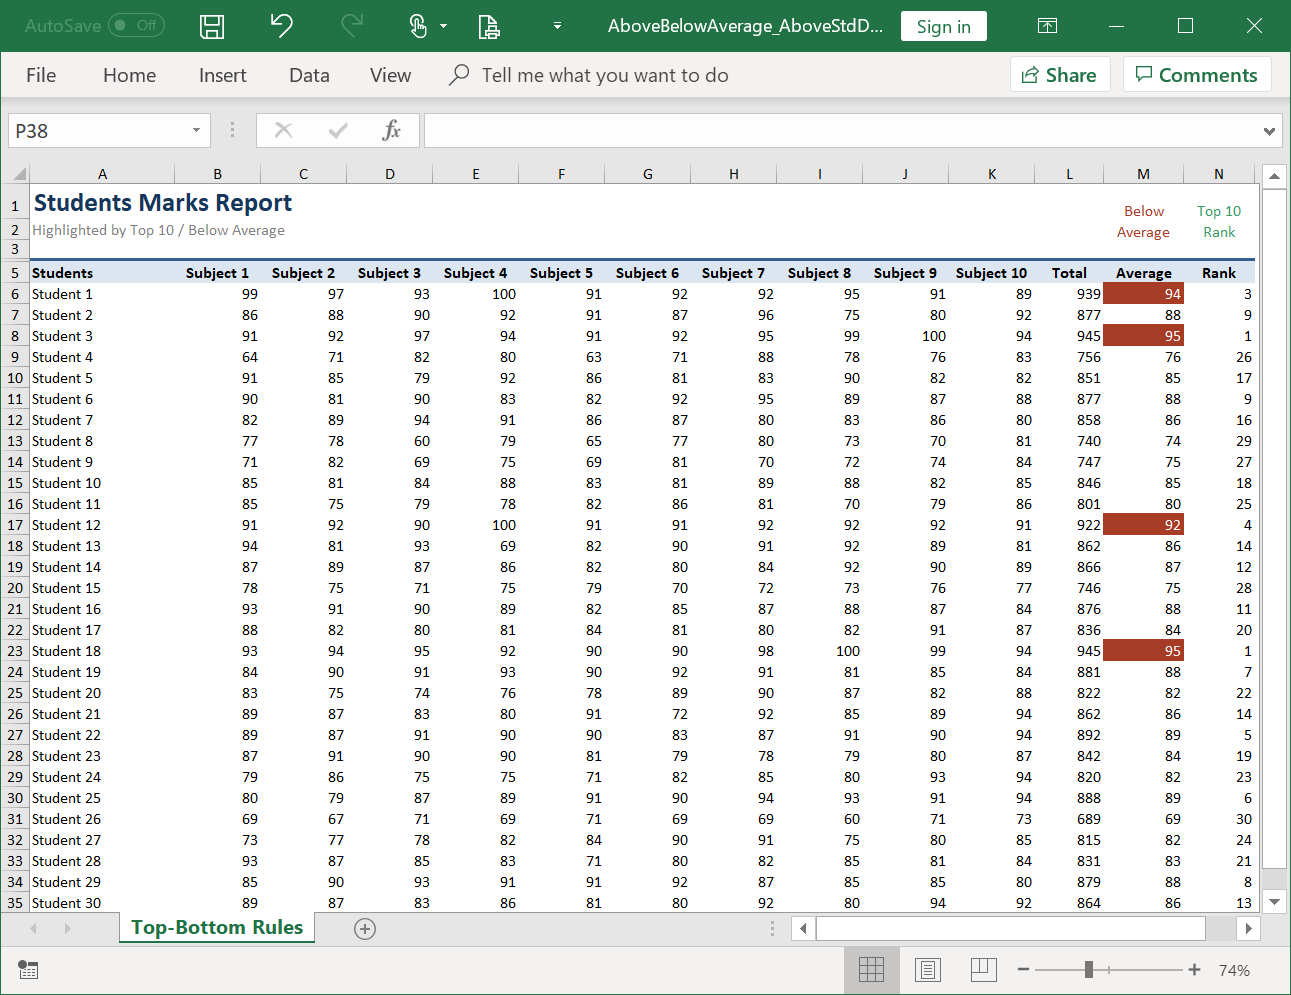 AutoSave Off AboveBelowAverage_AboveStdD... Sign in
File Home Insert Data View Tell me what you want to do Share Comments
P38 fx
A B C D E F G H I J K L M N
1 Students Marks Report Below Top 10
2 Highlighted by Top 10 / Below Average Average Rank
3
5 Students Subject 1 Subject 2 Subject 3 Subject 4 Subject 5 Subject 6 Subject 7 Subject 8 Subject 9 Subject 10 Total Average Rank
6 Student 1 99 97 93 100 91 92 92 95 91 89 939 94 3
7 Student 2 86 88 90 92 91 87 96 75 80 92 877 88 9
8 Student 3 91 92 97 94 91 92 95 99 100 94 945 95 1
9 Student 4 64 71 82 80 63 71 88 78 76 83 756 76 26
10 Student 5 91 85 79 92 86 81 83 90 82 82 851 85 17
11 Student 6 90 81 90 83 82 92 95 89 87 88 877 88 9
12 Student 7 82 89 94 91 86 87 80 83 86 80 858 86 16
13 Student 8 77 78 60 79 65 77 80 73 70 81 740 74 29
14 Student 9 71 82 69 75 69 81 70 72 74 84 747 75 27
15 Student 10 85 81 84 88 83 81 89 88 82 85 846 85 18
16 Student 11 85 75 79 78 82 86 81 70 79 86 801 80 25
17 Student 12 91 92 90 100 91 91 92 92 92 91 922 92 4
18 Student 13 94 81 93 69 82 90 91 92 89 81 862 86 14
19 Student 14 87 89 87 86 82 80 84 92 90 89 866 87 12
20 Student 15 78 75 71 75 79 70 72 73 76 77 746 75 28
21 Student 16 93 91 90 89 82 85 87 88 87 84 876 88 11
22 Student 17 88 82 80 81 84 81 80 82 91 87 836 84 20
23 Student 18 93 94 95 92 90 90 98 100 99 94 945 95 1
24 Student 19 84 90 91 93 90 92 91 81 85 84 881 88 7
25 Student 20 83 75 74 76 78 89 90 87 82 88 822 82 22
26 Student 21 89 87 83 80 91 72 92 85 89 94 862 86 14
27 Student 22 89 87 91 90 90 83 87 91 90 94 892 89 5
28 Student 23 87 91 90 90 81 79 78 79 80 87 842 84 19
29 Student 24 79 86 75 75 71 82 85 80 93 94 820 82 23
30 Student 25 80 79 87 89 91 90 94 93 91 94 888 89 6
31 Student 26 69 67 71 69 71 69 69 60 71 73 689 69 30
32 Student 27 73 77 78 82 84 90 91 75 80 85 815 82 24
33 Student 28 93 87 85 83 71 80 82 85 81 84 831 83 21
34 Student 29 85 90 93 91 91 92 87 85 85 80 879 88 8
35 Student 30 89 87 83 86 81 80 92 80 94 92 864 86 13
Top-Bottom Rules
74%